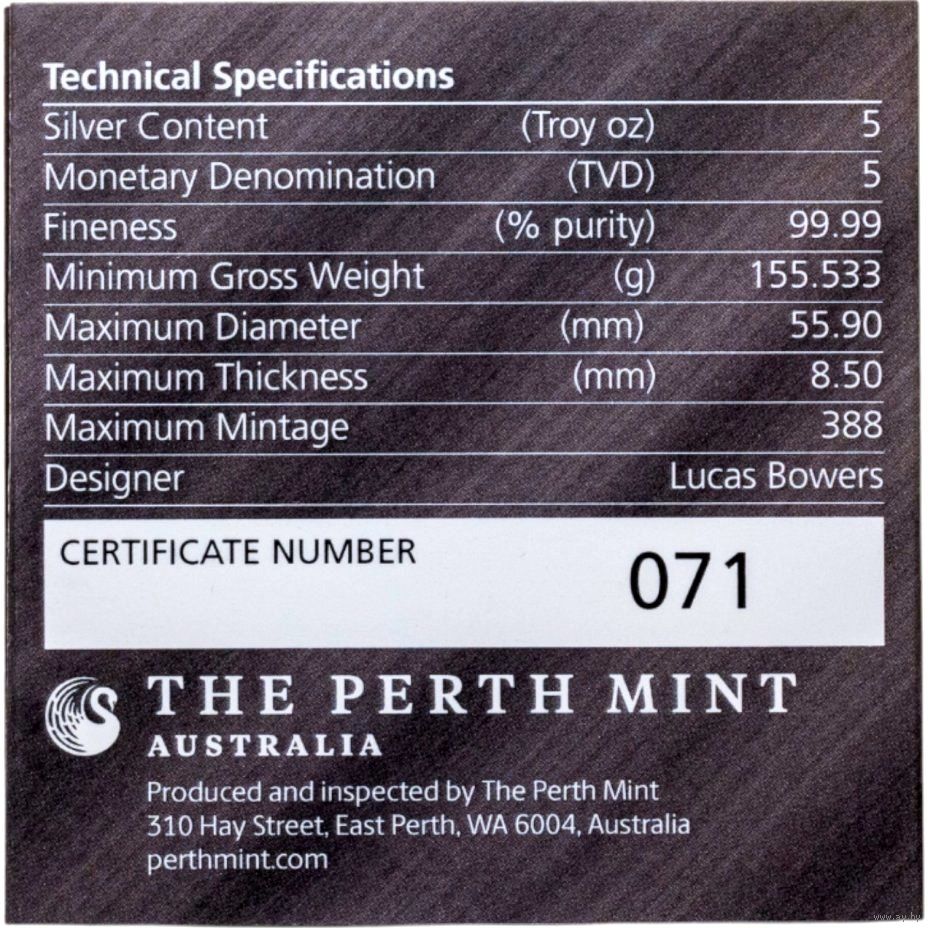 Technical Specifications
Silver Content (Troy oz) 5
Monetary Denomination (TVD) 5
Fineness (% purity) 99.99
Minimum Gross Weight (g) 155.533
Maximum Diameter (mm) 55.90
Maximum Thickness (mm) 8.50
Maximum Mintage 388
Designer Lucas Bowers
CERTIFICATE NUMBER 071
THE PERTH MINT
AUSTRALIA
Produced and inspected by The Perth Mint
310 Hay Street, East Perth, WA 6004, Australia
perthmint.com
www.ay.by